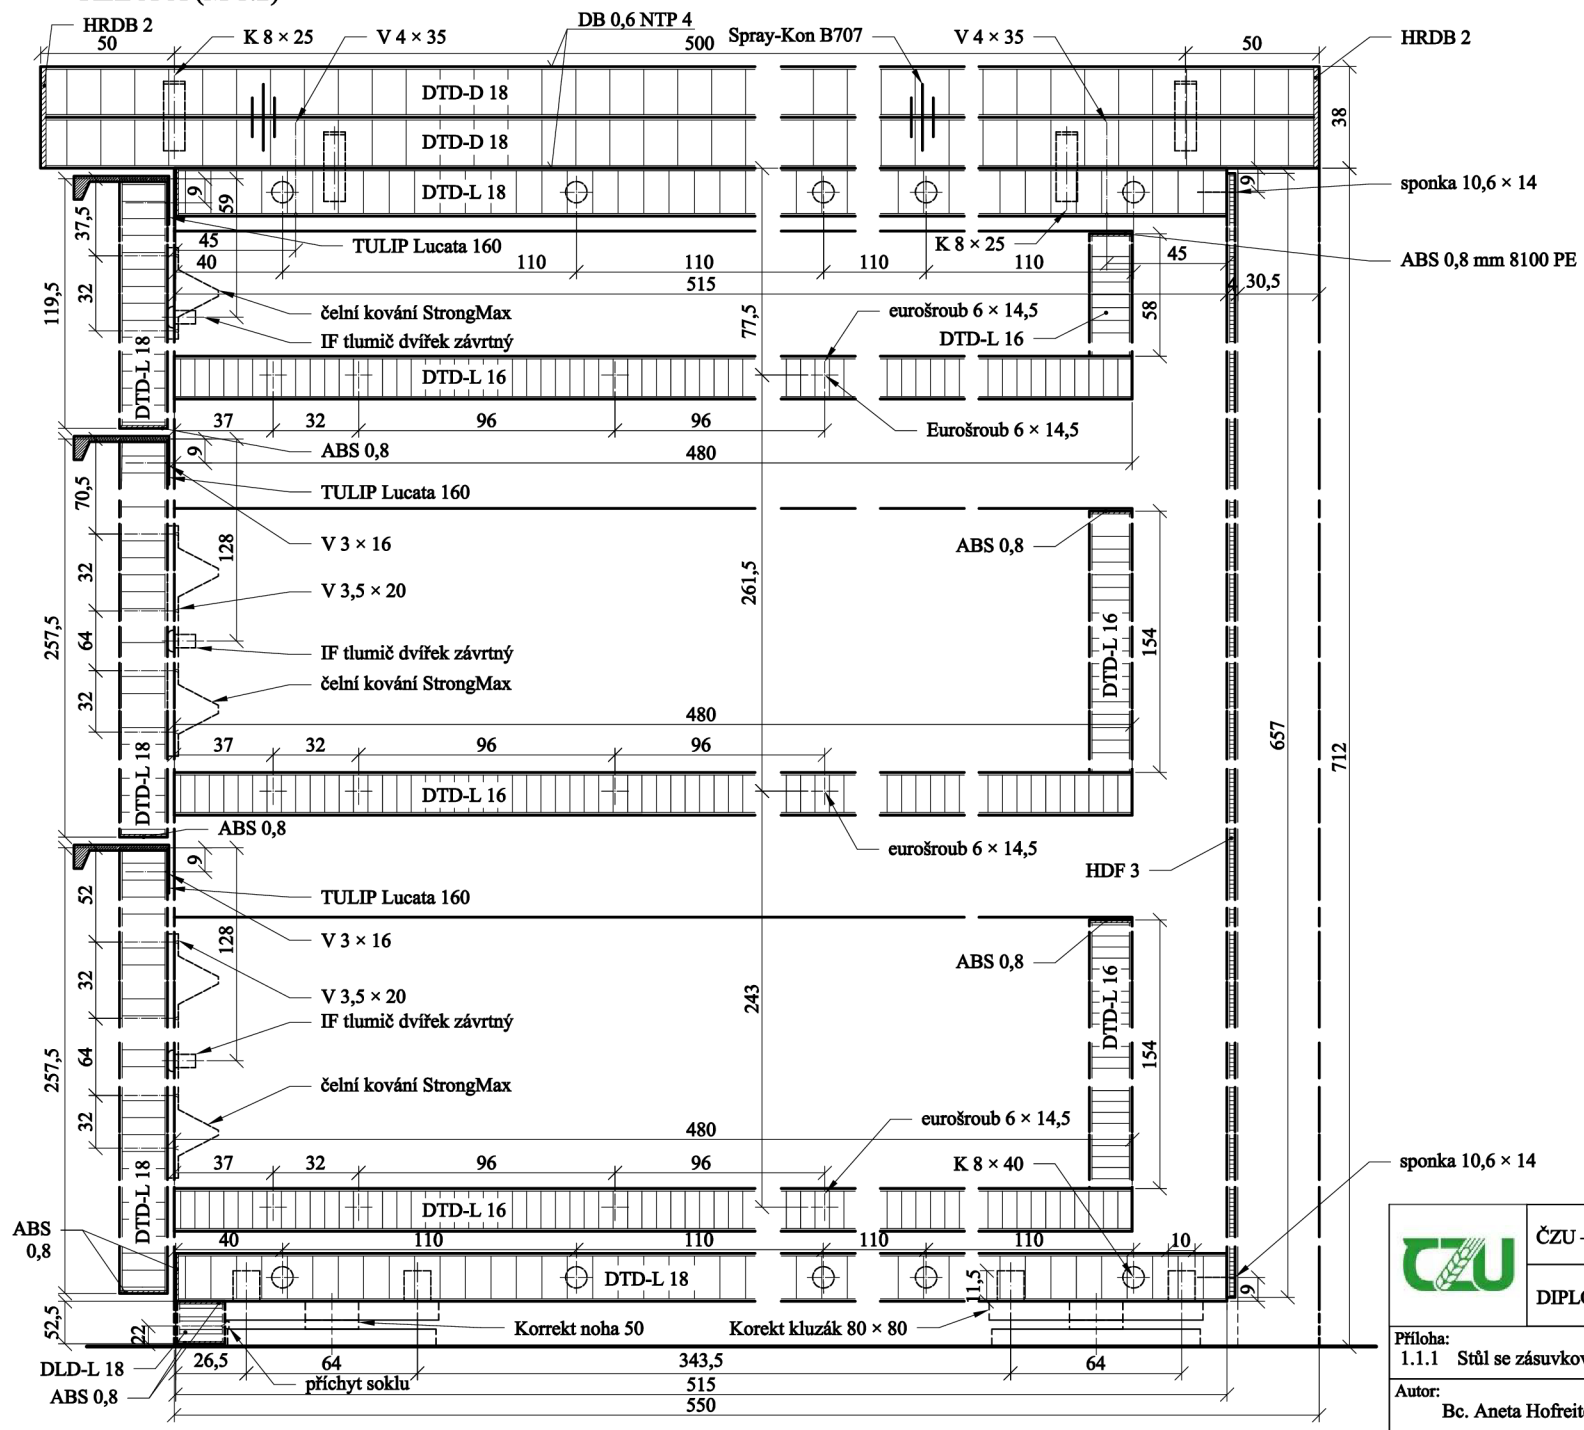 HRDB 2
DB 0,6 NTP 4
50
K 8 × 25
V 4 × 35
500
Spray-Kon B707
V 4 × 35
50
HRDB 2
DTD-D 18
DTD-D 18
38
DTD-L 18
9
59
9
sponka 10,6 × 14
37,5
45
TULIP Lucata 160
K 8 × 25
45
ABS 0,8 mm 8100 PE
40
110
110
110
110
515
4
30,5
119,5
32
čelní kování StrongMax
77,5
eurošroub 6 × 14,5
58
IF tlumič dvířek závrtný
DTD-L 16
DTD-L 18
DTD-L 16
37
32
96
96
Eurošroub 6 × 14,5
ABS 0,8
9
480
70,5
TULIP Lucata 160
128
V 3 × 16
ABS 0,8
32
261,5
V 3,5 × 20
257,5
64
IF tlumič dvířek závrtný
DTD-L 16
154
32
čelní kování StrongMax
480
657
712
37
32
96
96
DTD-L 18
DTD-L 16
ABS 0,8
eurošroub 6 × 14,5
9
HDF 3
52
TULIP Lucata 160
128
V 3 × 16
ABS 0,8
32
V 3,5 × 20
243
DTD-L 16
IF tlumič dvířek závrtný
257,5
64
154
čelní kování StrongMax
32
eurošroub 6 × 14,5
480
37
32
96
96
K 8 × 40
sponka 10,6 × 14
DTD-L 18
DTD-L 16
ABS
0,8
40
110
110
110
110
10
DTD-L 18
11,5
9
52,5
22
Korrekt noha 50
Korekt kluzák 80 × 80
DLD-L 18
26,5
64
343,5
64
ABS 0,8
příchyt soklu
515
550
CZU
ČZU -
DIPLO
Příloha:
1.1.1 Stůl se zásuvkov
Autor:
Bc. Aneta Hofreite